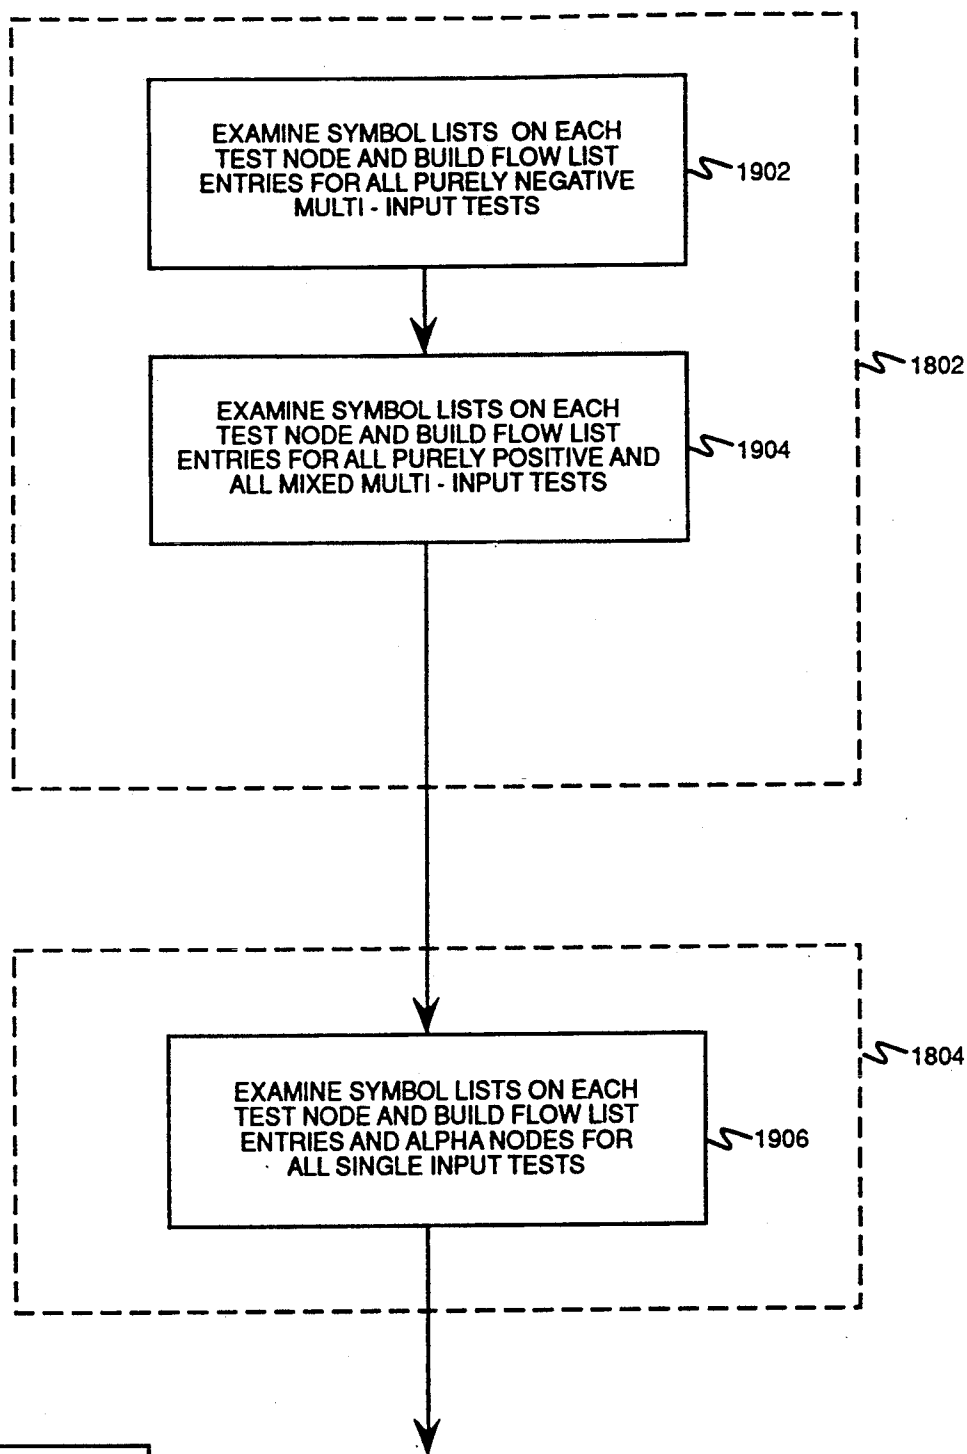 EXAMINE SYMBOL LISTS ON EACH
TEST NODE AND BUILD FLOW LIST
ENTRIES FOR ALL PURELY NEGATIVE
MULTI - INPUT TESTS
1902
1802
EXAMINE SYMBOL LISTS ON EACH
TEST NODE AND BUILD FLOW LIST
ENTRIES FOR ALL PURELY POSITIVE AND
ALL MIXED MULTI - INPUT TESTS
1904
1804
EXAMINE SYMBOL LISTS ON EACH
TEST NODE AND BUILD FLOW LIST
ENTRIES AND ALPHA NODES FOR
ALL SINGLE INPUT TESTS
1906